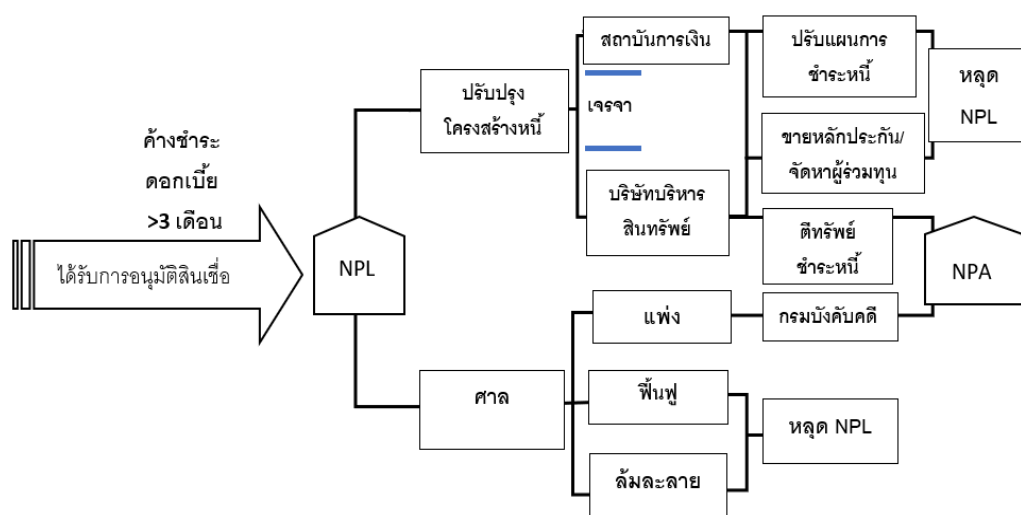 ค้างชำระ
ดอกเบี้ย
>3 เดือน
ได้รับการอนุมัติสินเชื่อ
NPL
ปรับปรุง
โครงสร้างหนี้
สถาบันการเงิน
เจรจา
บริษัทบริหาร
สินทรัพย์
ปรับแผนการ
ชำระหนี้
ขายหลักประกัน/
จัดหาผู้ร่วมทุน
หลุด
NPL
ตีทรัพย์
ชำระหนี้
NPA
ศาล
แพ่ง
กรมบังคับคดี
ฟื้นฟู
ล้มละลาย
หลุด NPL